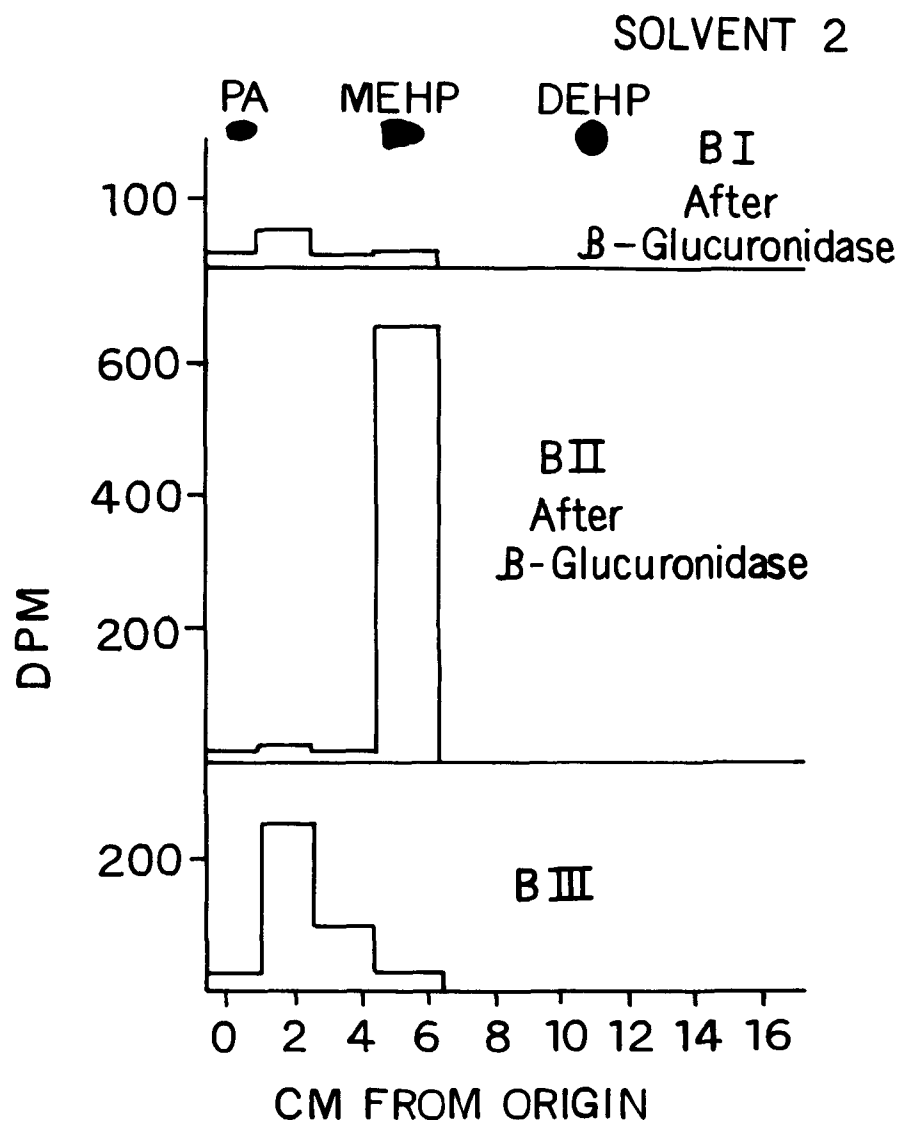 SOLVENT 2
PA MEHP DEHP
B I
After
β-Glucuronidase
100
600
B II
400
After
β-Glucuronidase
200
DPM
200
B III
0 2 4 6 8 10 12 14 16
CM FROM ORIGIN